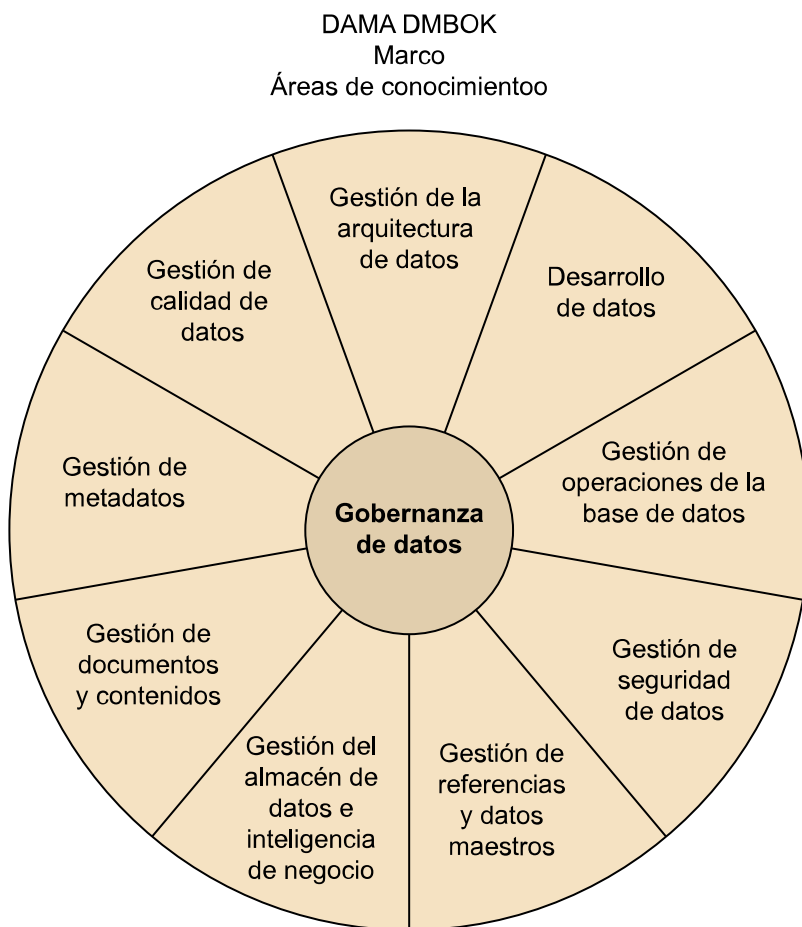 DAMA DMBOK
Marco
Áreas de conocimientoo
Gestión de la
arquitectura
de datos
Desarrollo
de datos
Gestión de
operaciones de la
base de datos
Gestión de
seguridad
de datos
Gestión de
referencias
y datos
maestros
Gestión del
almacén de
datos e
inteligencia
de negocio
Gestión de
documentos
y contenidos
Gestión de
metadatos
Gestión de
calidad de
datos
Gobernanza
de datos